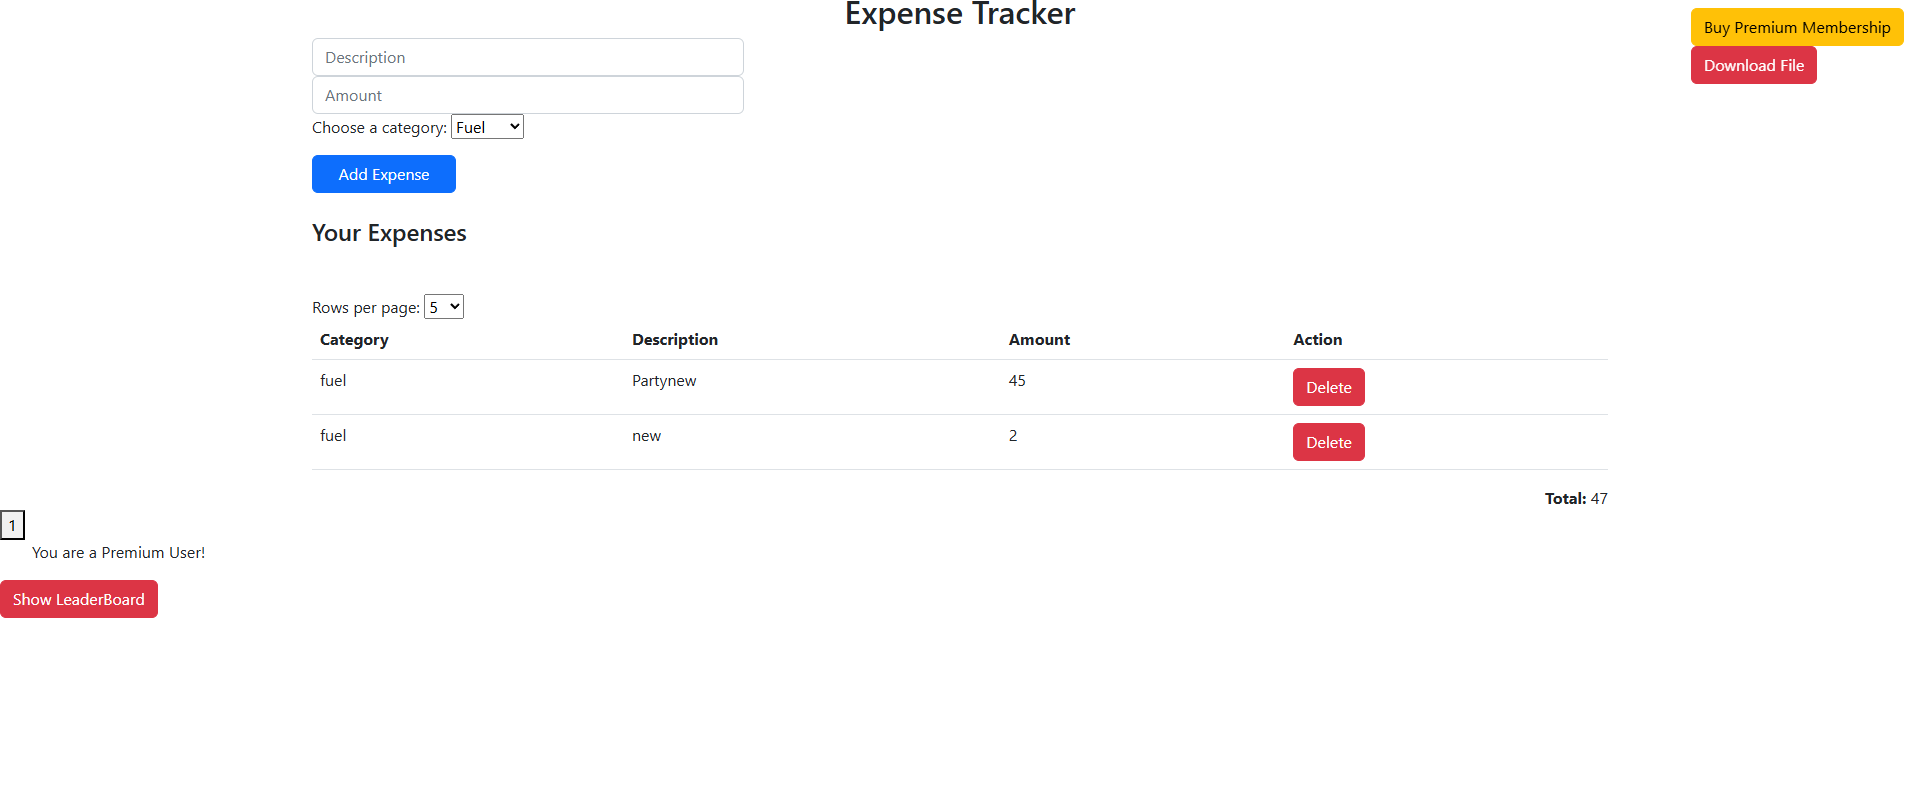 Expense Tracker
Buy Premium Membership
Download File
Description
Amount
Choose a category: Fuel
Add Expense
Your Expenses
Rows per page: 5
Category Description Amount Action
fuel Partynew 45 Delete
fuel new 2 Delete
Total: 47
1
You are a Premium User!
Show LeaderBoard